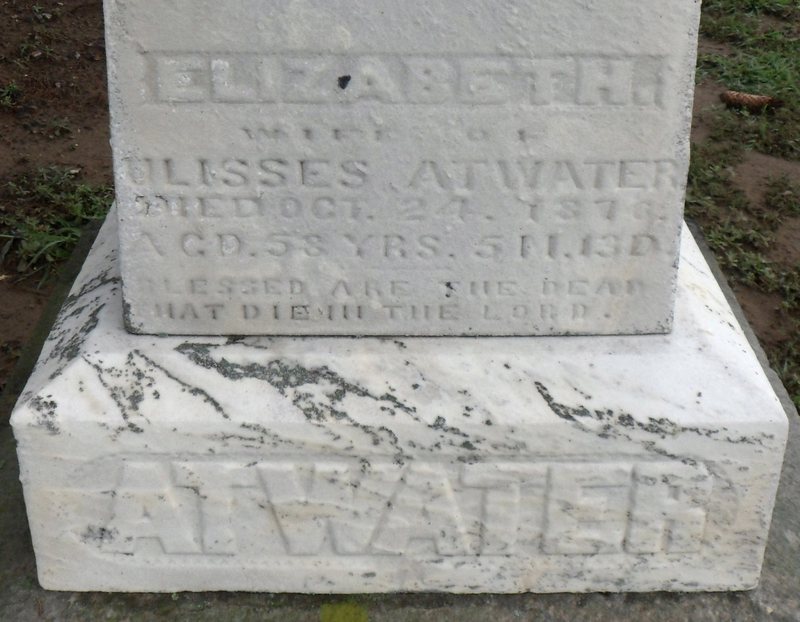 ELIZABETH.
WIFE OF
ULISSES ATWATER
DIED OCT. 24.
AGD. 58 YRS. 5 M. 13 D.
BLESSED ARE THE DEAD
THAT DIE IN THE LORD.
ATWATER